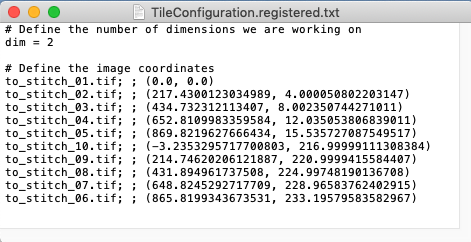 TileConfiguration.registered.txt
# Define the number of dimensions we are working on
dim = 2
# Define the image coordinates
to_stitch_01.tif; ; (0.0, 0.0)
to_stitch_02.tif; ; (217.4300123034989, 4.000050802203147)
to_stitch_03.tif; ; (434.732312113407, 8.002350744271011)
to_stitch_04.tif; ; (652.8109983359584, 12.035053806839011)
to_stitch_05.tif; ; (869.8219627666434, 15.535727087549517)
to_stitch_10.tif; ; (-3.2353295717700803, 216.99999111308384)
to_stitch_09.tif; ; (214.74620206121887, 220.9999415584407)
to_stitch_08.tif; ; (431.894961737508, 224.99748190136708)
to_stitch_07.tif; ; (648.8245292717709, 228.96583762402915)
to_stitch_06.tif; ; (865.8199343673531, 233.19579583582967)